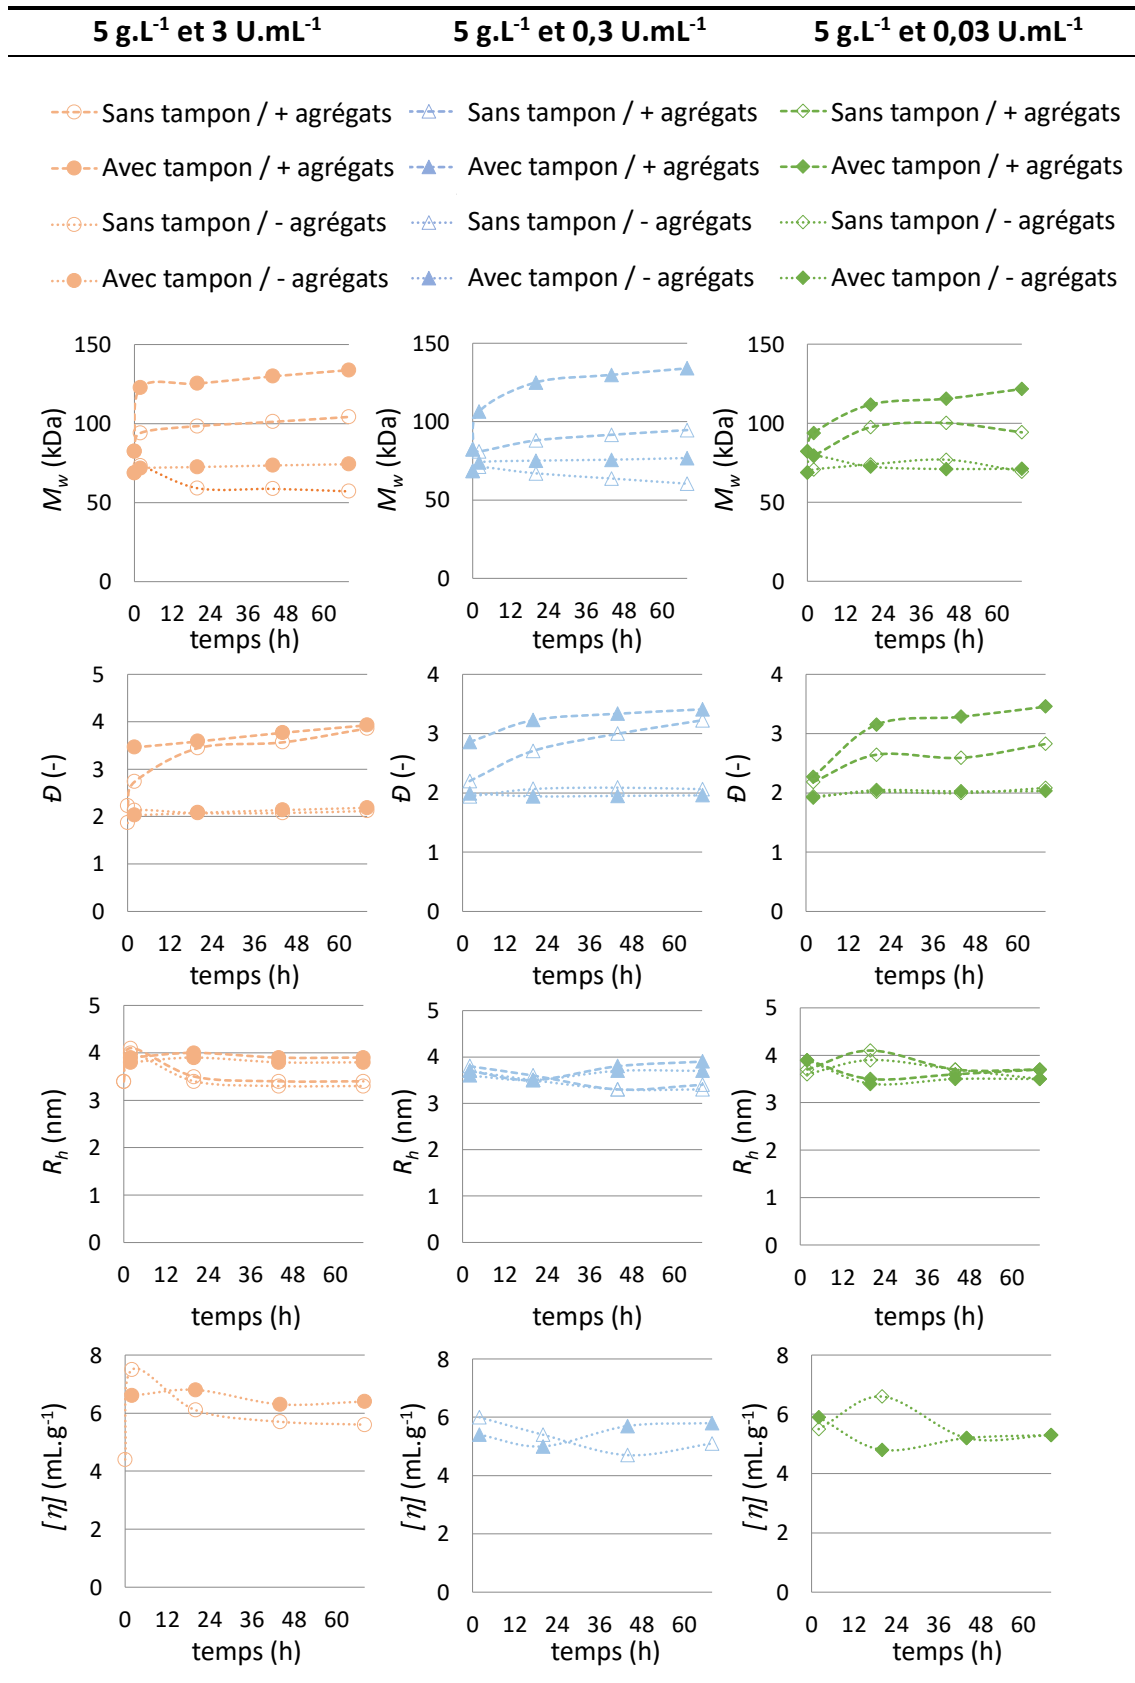 5 g.L⁻¹ et 3 U.mL⁻¹ 5 g.L⁻¹ et 0,3 U.mL⁻¹ 5 g.L⁻¹ et 0,03 U.mL⁻¹
Sans tampon / + agrégats Sans tampon / + agrégats Sans tampon / + agrégats
Avec tampon / + agrégats Avec tampon / + agrégats Avec tampon / + agrégats
Sans tampon / - agrégats Sans tampon / - agrégats Sans tampon / - agrégats
Avec tampon / - agrégats Avec tampon / - agrégats Avec tampon / - agrégats
M_w (kDa)
150
100
50
0
0 12 24 36 48 60
temps (h)
M_w (kDa)
150
100
50
0
0 12 24 36 48 60
temps (h)
M_w (kDa)
150
100
50
0
0 12 24 36 48 60
temps (h)
Đ (-)
5
4
3
2
1
0
0 12 24 36 48 60
temps (h)
Đ (-)
4
3
2
1
0
0 12 24 36 48 60
temps (h)
Đ (-)
4
3
2
1
0
0 12 24 36 48 60
temps (h)
R_h (nm)
5
4
3
2
1
0
0 12 24 36 48 60
temps (h)
R_h (nm)
5
4
3
2
1
0
0 12 24 36 48 60
temps (h)
R_h (nm)
5
4
3
2
1
0
0 12 24 36 48 60
temps (h)
[η] (mL.g⁻¹)
8
6
4
2
0
0 12 24 36 48 60
temps (h)
[η] (mL.g⁻¹)
8
6
4
2
0
0 12 24 36 48 60
temps (h)
[η] (mL.g⁻¹)
8
6
4
2
0
0 12 24 36 48 60
temps (h)